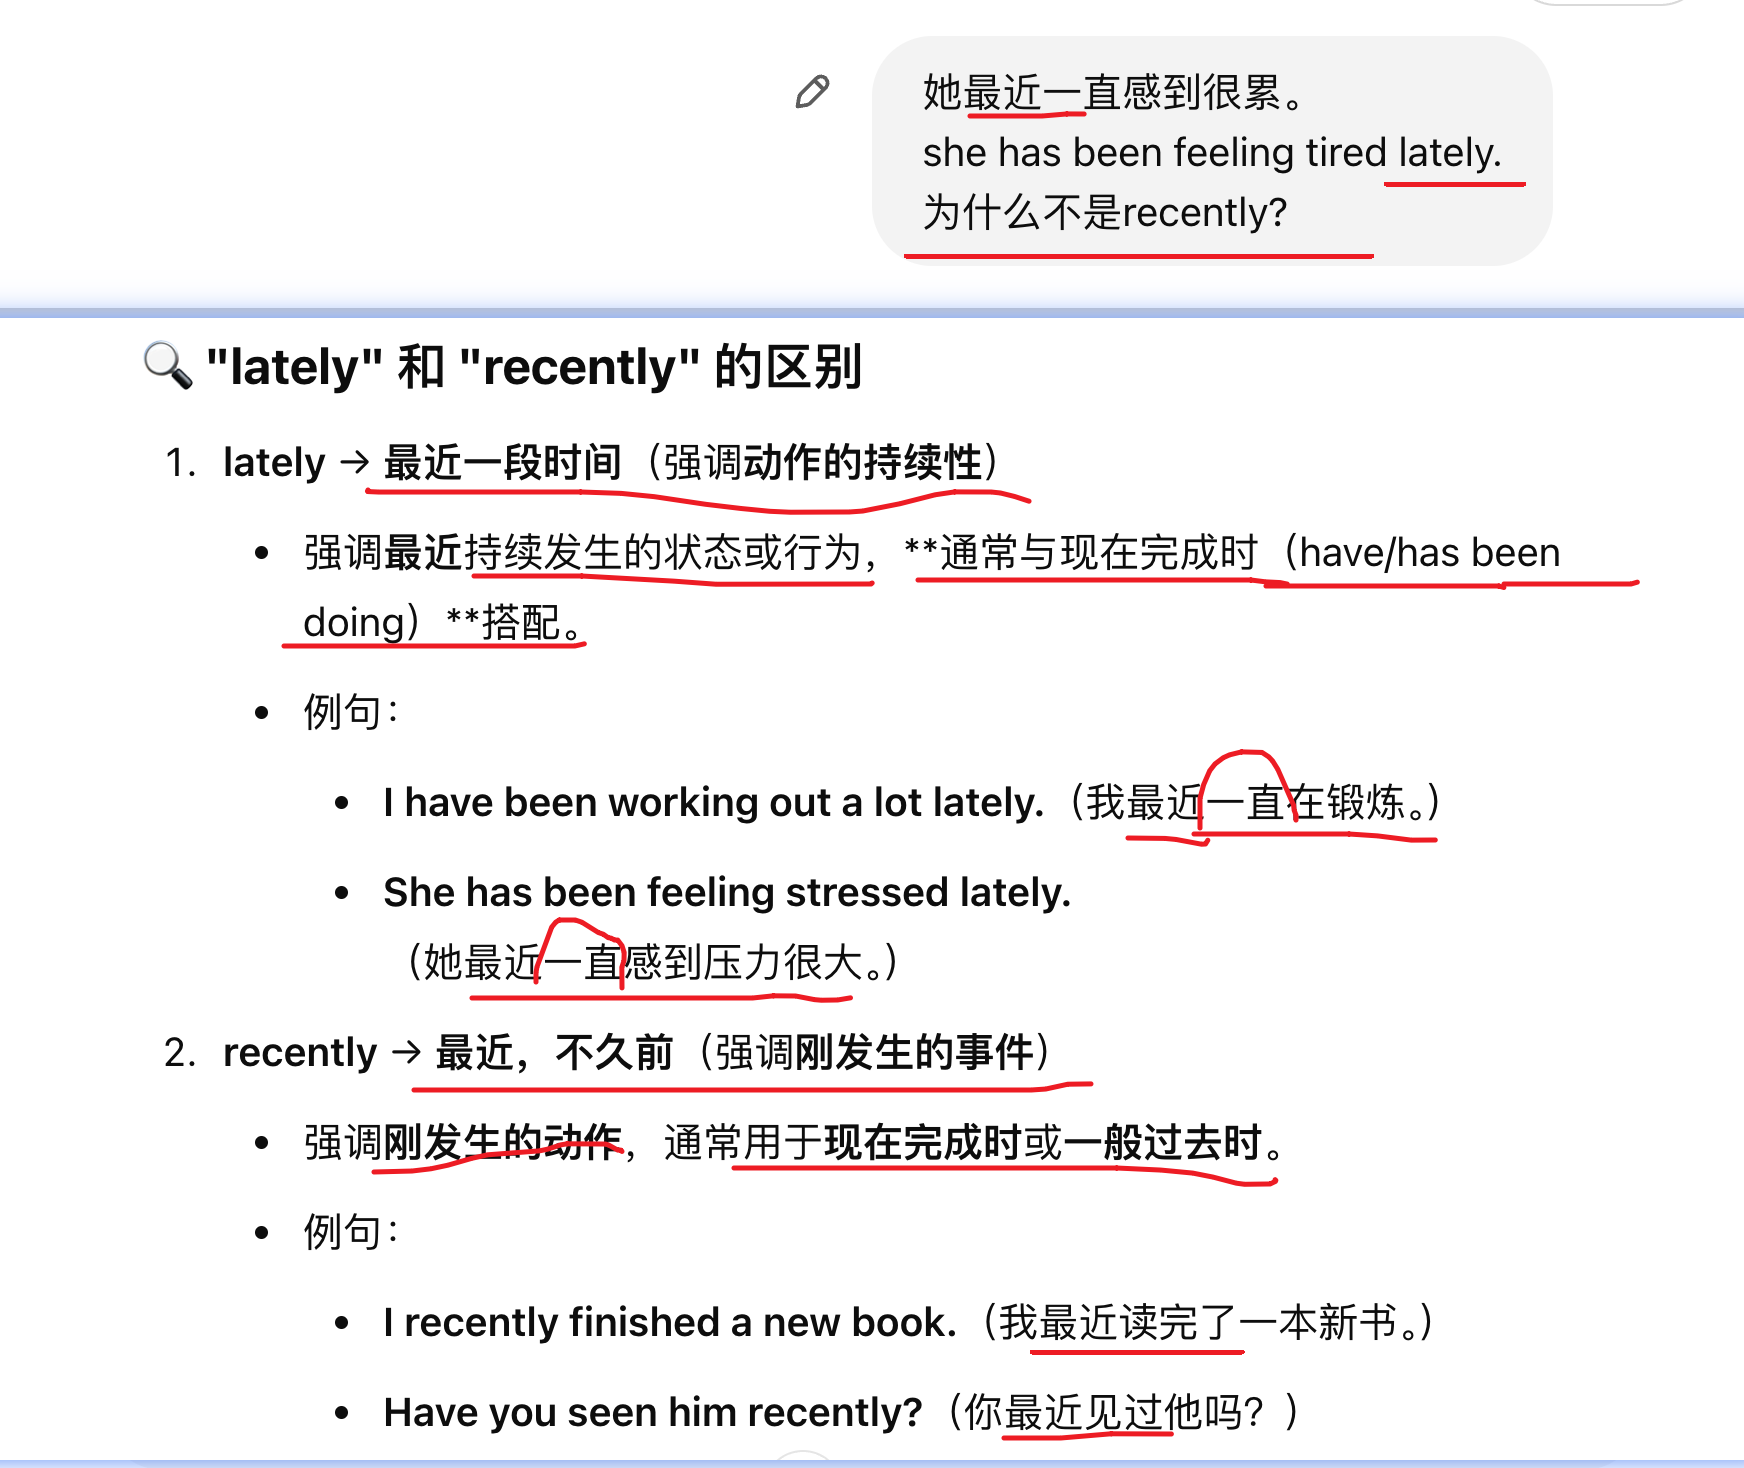 她最近一直感到很累。
she has been feeling tired lately.
为什么不是recently?
🔍 "lately" 和 "recently" 的区别
1. lately → 最近一段时间（强调动作的持续性）
• 强调最近持续发生的状态或行为，**通常与现在完成时（have/has been
doing）**搭配。
• 例句：
• I have been working out a lot lately.（我最近一直在锻炼。）
• She has been feeling stressed lately.
（她最近一直感到压力很大。）
2. recently → 最近，不久前（强调刚发生的事件）
• 强调刚发生的动作，通常用于现在完成时或一般过去时。
• 例句：
• I recently finished a new book.（我最近读完了一本新书。）
• Have you seen him recently?（你最近见过他吗？）